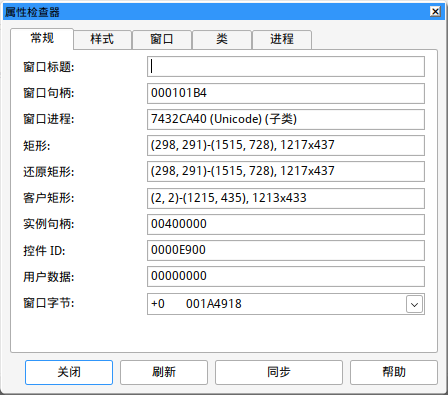 属性检查器
常规 样式 窗口 类 进程
窗口标题:
窗口句柄: 000101B4
窗口进程: 7432CA40 (Unicode) (子类)
矩形: (298, 291)-(1515, 728), 1217x437
还原矩形: (298, 291)-(1515, 728), 1217x437
客户矩形: (2, 2)-(1215, 435), 1213x433
实例句柄: 00400000
控件 ID: 0000E900
用户数据: 00000000
窗口字节: +0 001A4918
关闭 刷新 同步 帮助